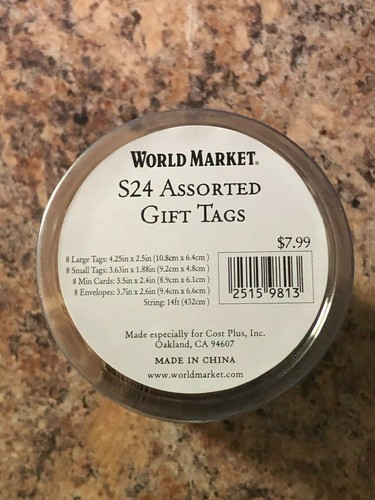 WORLD MARKET®
S24 ASSORTED
GIFT TAGS
$7.99
8 Large Tags: 4.25in x 2.5in (10.8cm x 6.4cm)
8 Small Tags: 3.63in x 1.88in (9.2cm x 4.8cm)
8 Min Cards: 3.5in x 2.4in (8.9cm x 6.1cm)
8 Envelopes: 3.7in x 2.6in (9.4cm x 6.6cm)
String: 14ft (432cm)
2515 9813
Made especially for Cost Plus, Inc.
Oakland, CA 94607
MADE IN CHINA
www.worldmarket.com